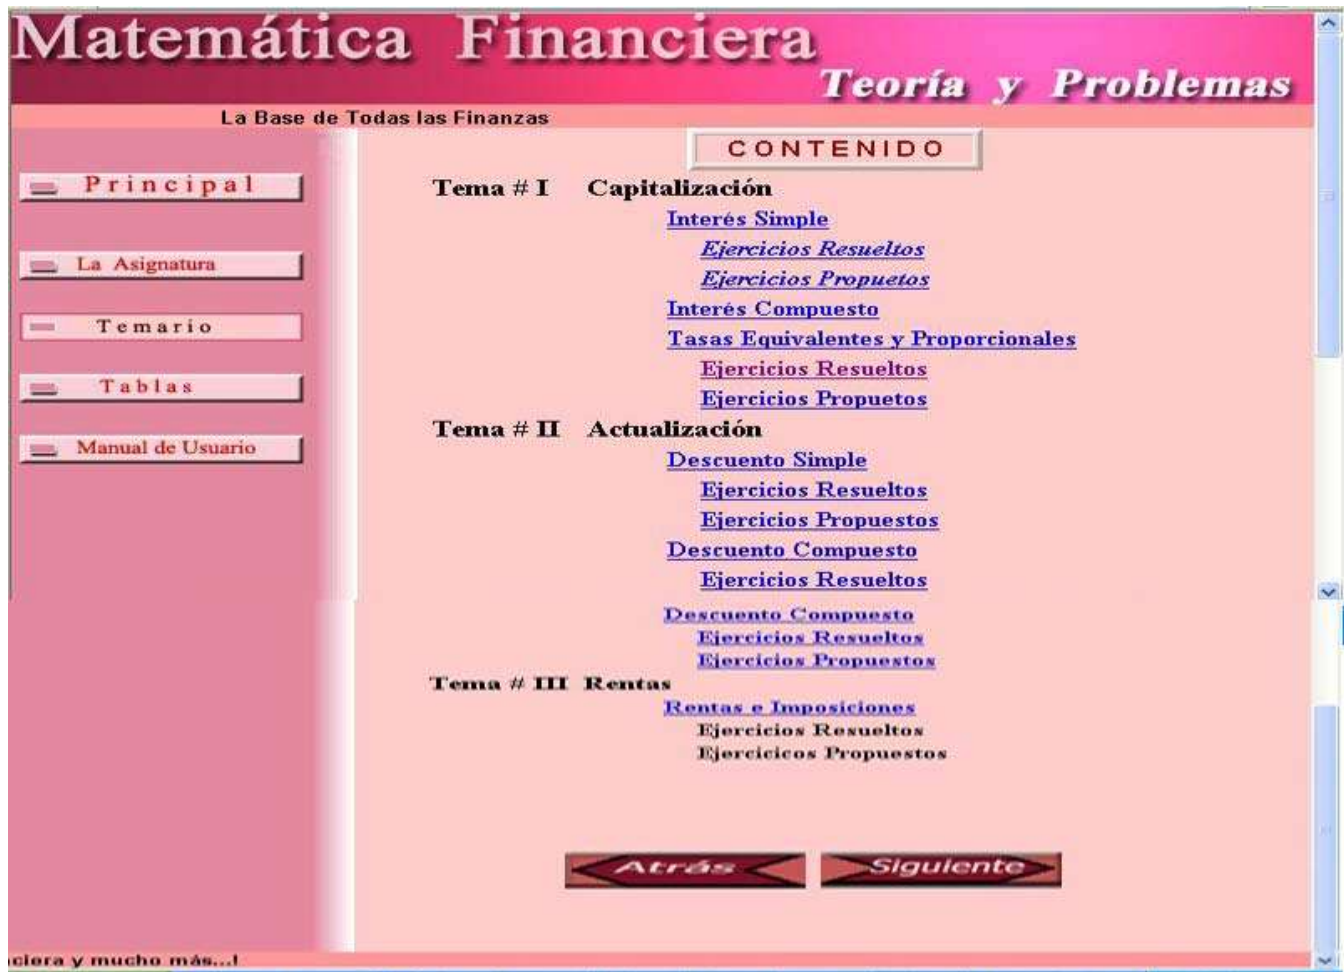 Matemática Financiera
Teoría y Problemas
La Base de Todas las Finanzas
CONTENIDO
Principal
La Asignatura
Temario
Tablas
Manual de Usuario
Tema # I Capitalización
Interés Simple
Ejercicios Resueltos
Ejercicios Propuetos
Interés Compuesto
Tasas Equivalentes y Proporcionales
Ejercicios Resueltos
Ejercicios Propuetos
Tema # II Actualización
Descuento Simple
Ejercicios Resueltos
Ejercicios Propuestos
Descuento Compuesto
Ejercicios Resueltos
Descuento Compuesto
Ejercicios Resueltos
Ejercicios Propuestos
Tema # III Rentas
Rentas e Imposiciones
Ejercicios Resueltos
Ejercicicos Propuestos
Atrás
Siguiente
ciera y mucho más...!